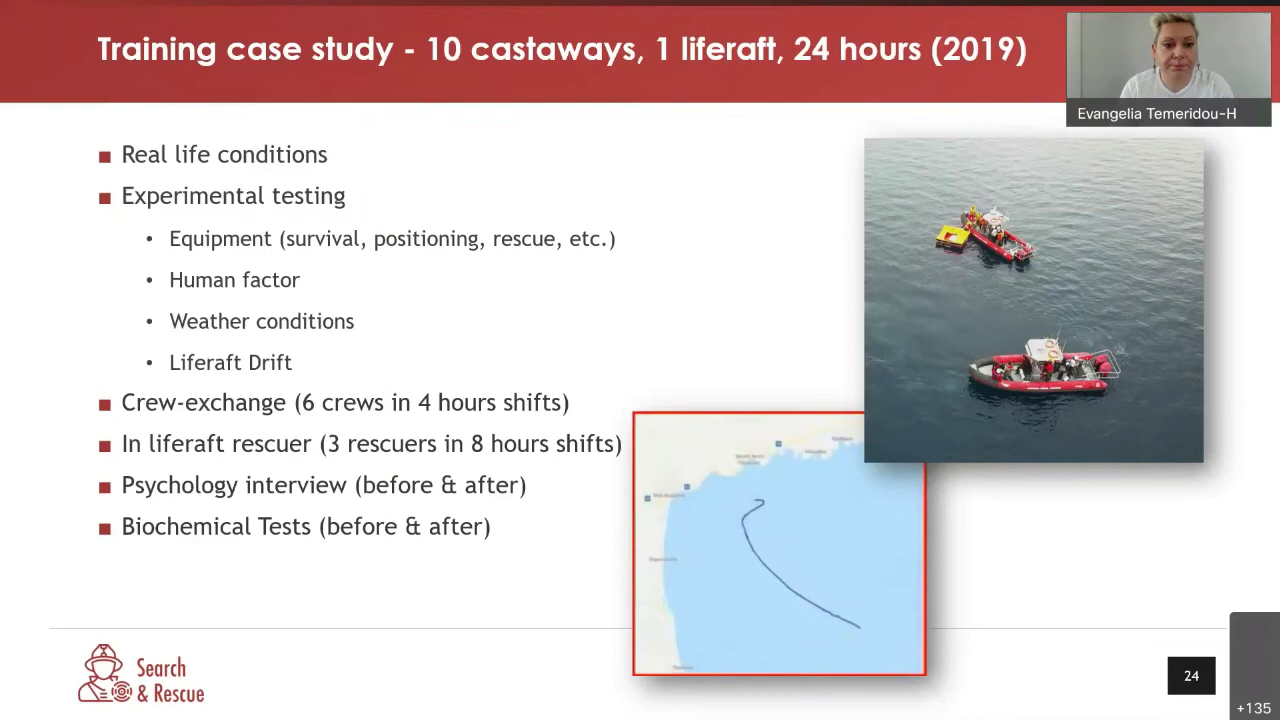 Training case study - 10 castaways, 1 liferaft, 24 hours (2019)
Evangelia Temeridou-H
Real life conditions
Experimental testing
Equipment (survival, positioning, rescue, etc.)
Human factor
Weather conditions
Liferaft Drift
Crew-exchange (6 crews in 4 hours shifts)
In liferaft rescuer (3 rescuers in 8 hours shifts)
Psychology interview (before & after)
Biochemical Tests (before & after)
Search
& Rescue
24
+135